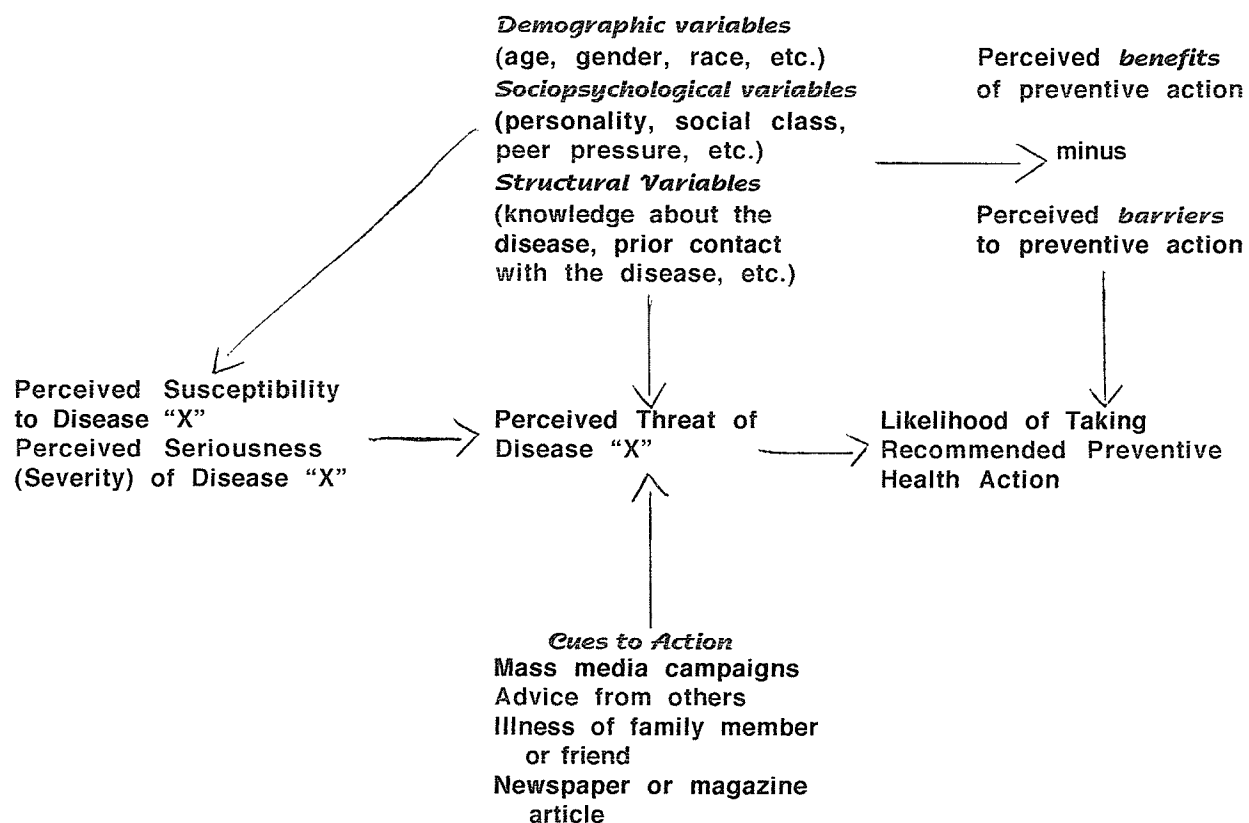 Demographic variables
(age, gender, race, etc.)
Sociopsychological variables
(personality, social class,
peer pressure, etc.)
Structural Variables
(knowledge about the
disease, prior contact
with the disease, etc.)
Perceived benefits
of preventive action
minus
Perceived barriers
to preventive action
Perceived Susceptibility
to Disease “X”
Perceived Seriousness
(Severity) of Disease “X”
Perceived Threat of
Disease “X”
Likelihood of Taking
Recommended Preventive
Health Action
Cues to Action
Mass media campaigns
Advice from others
Illness of family member
or friend
Newspaper or magazine
article